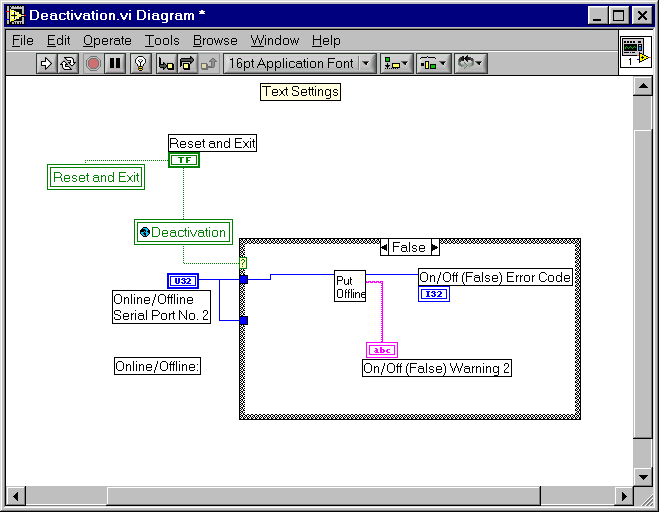 Deactivation.vi Diagram *
File Edit Operate Tools Browse Window Help
16pt Application Font
1
Text Settings
Reset and Exit
TF
Reset and Exit
Deactivation
False
?
U32
Put
Offline
On/Off (False) Error Code
I32
Online/Offline
Serial Port No. 2
abc
Online/Offline:
On/Off (False) Warning 2